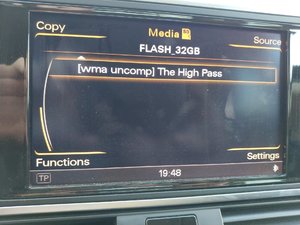 Copy
Media
Source
FLASH_32GB
[wma uncomp] The High Pass
Functions
Settings
TP
19:48